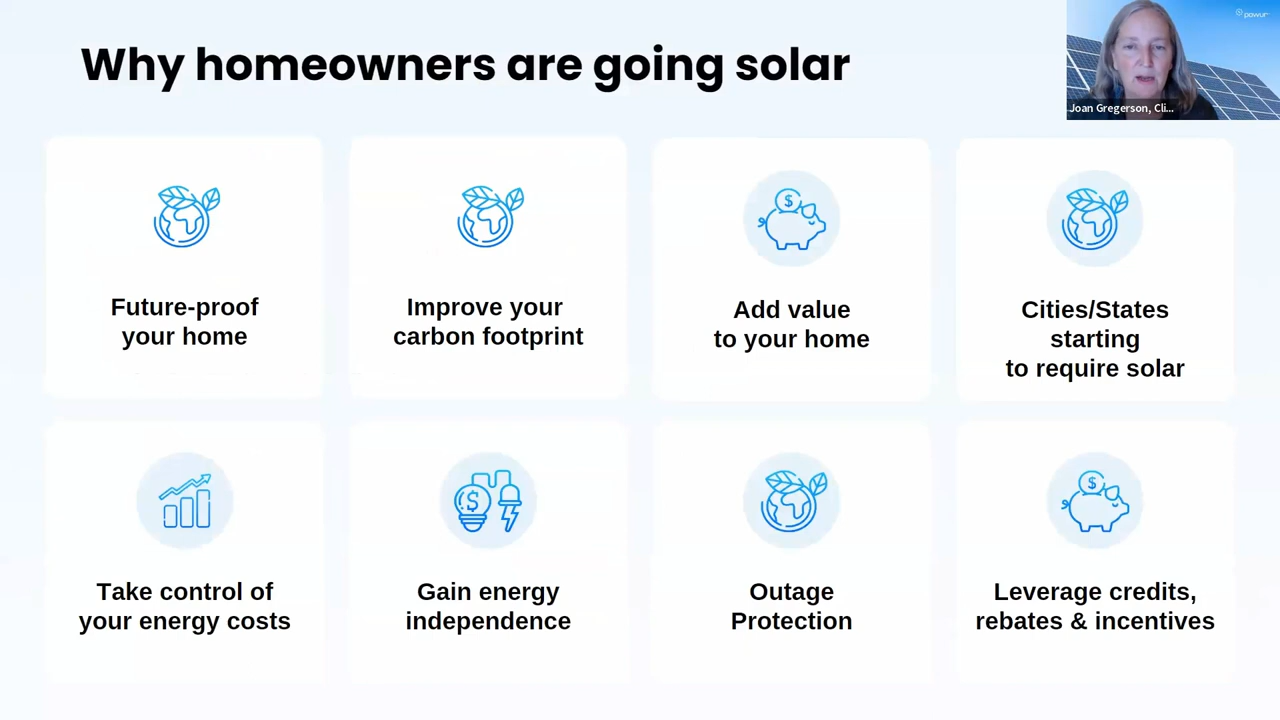 Why homeowners are going solar
powur
Joan Gregerson, Cli...
Future-proof
your home
Improve your
carbon footprint
$
Add value
to your home
Cities/States
starting
to require solar
Take control of
your energy costs
$
Gain energy
independence
Outage
Protection
$
Leverage credits,
rebates & incentives